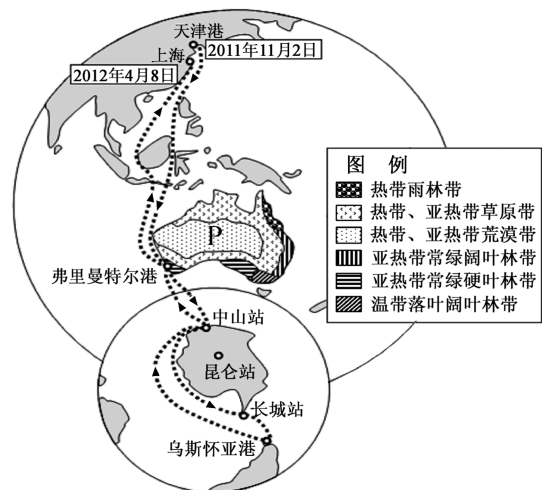 天津港
2011年11月2日
上海
2012年4月8日
图 例
热带雨林带
热带、亚热带草原带
热带、亚热带荒漠带
亚热带常绿阔叶林带
亚热带常绿硬叶林带
温带落叶阔叶林带
P
弗里曼特尔港
中山站
昆仑站
长城站
乌斯怀亚港